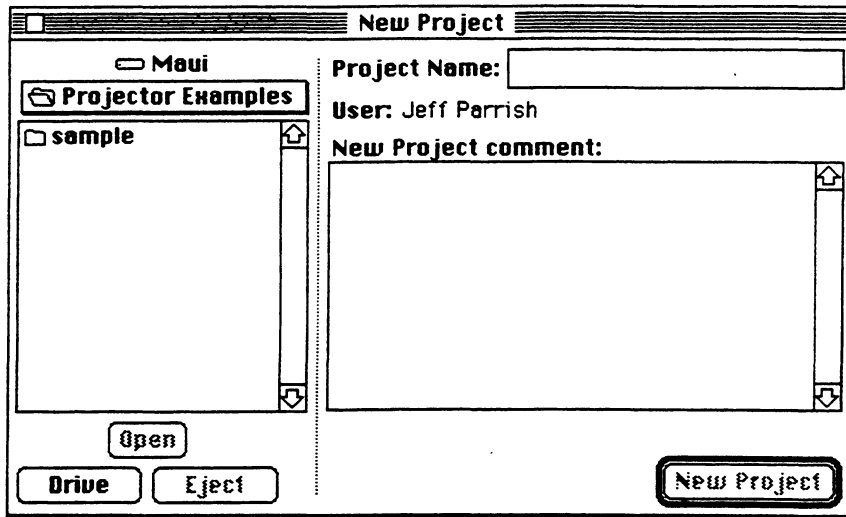 New Project
Maui
Projector Examples
sample
Open
Drive
Eject
Project Name:
User: Jeff Parrish
New Project comment:
New Project